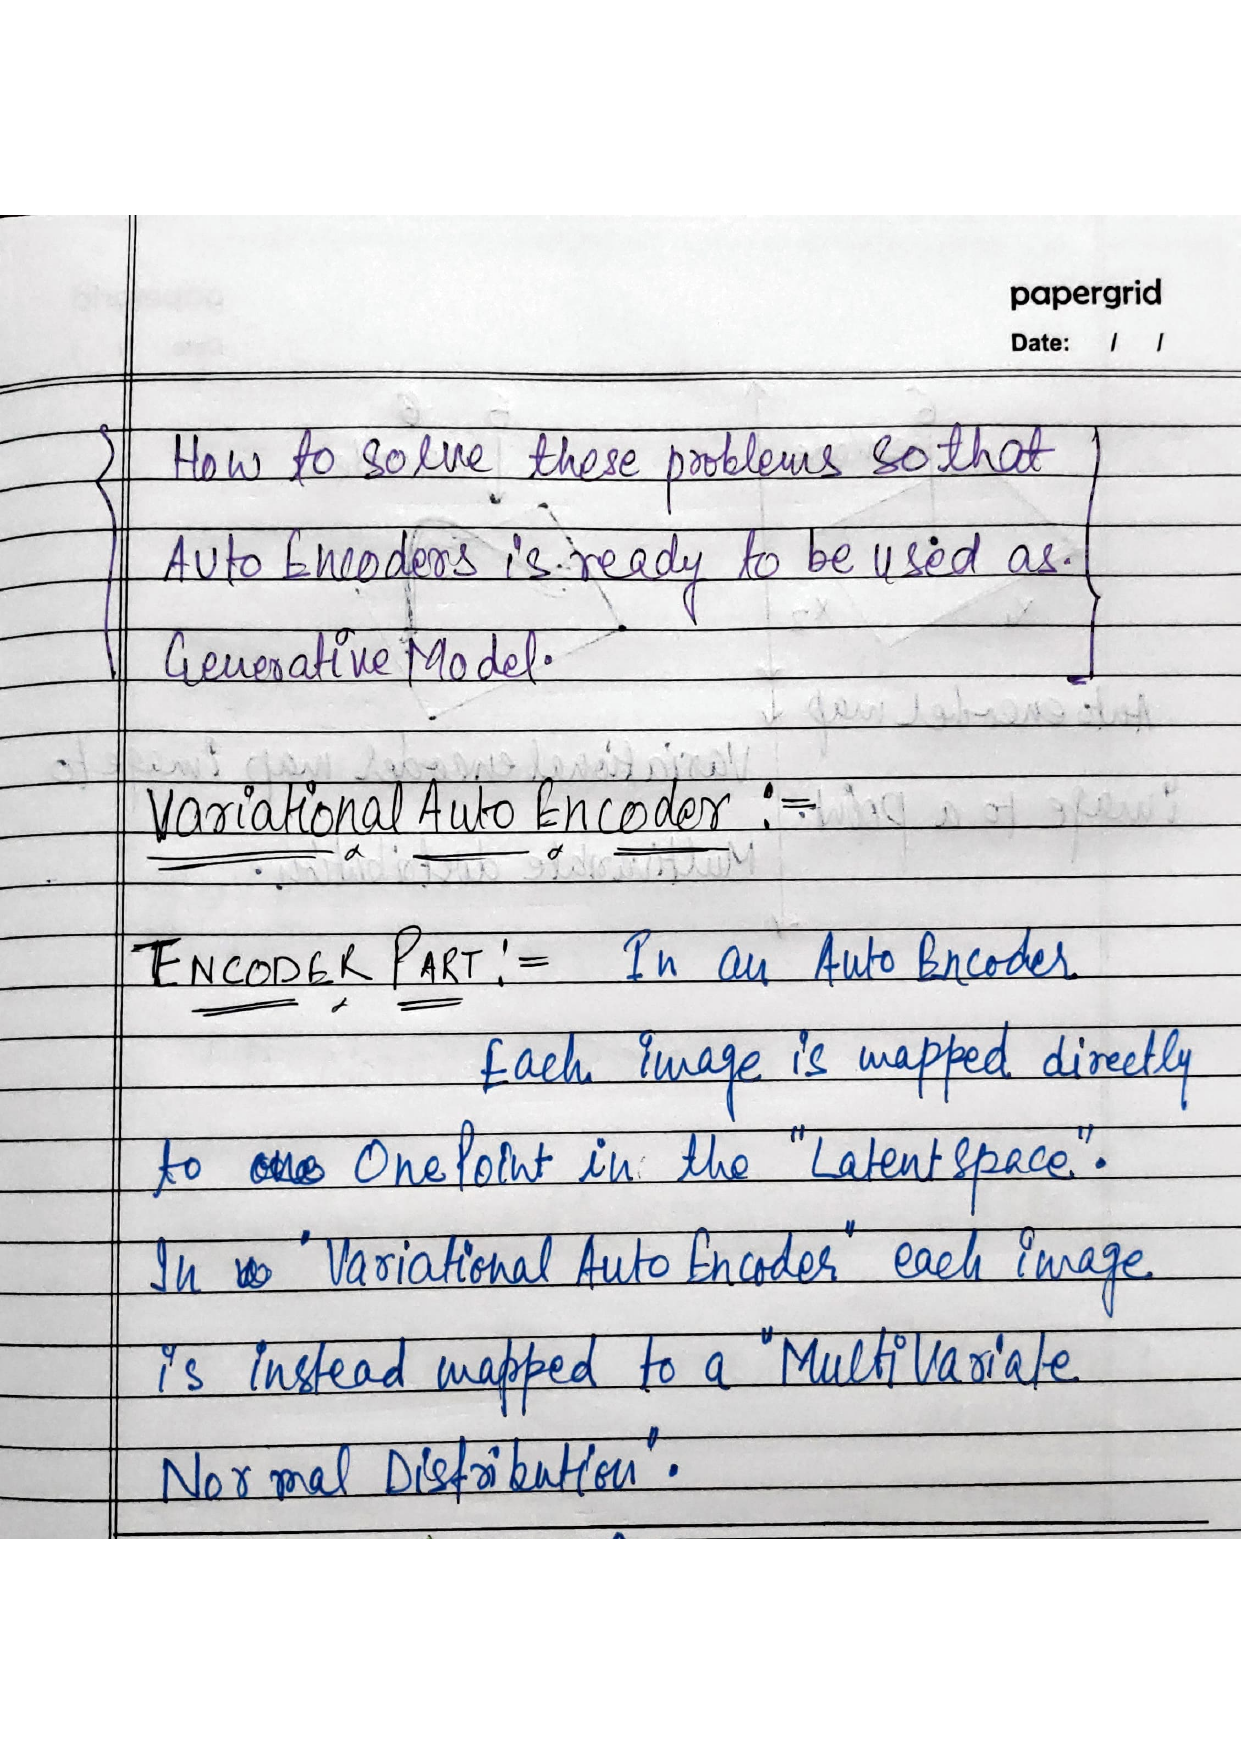 papergrid
Date: / /
How to solve these problems so that
Auto Encoders is ready to be used as.
Generative Model.
Variational Auto Encoder :=
ENCODER PART := In an Auto Encoder
Each image is mapped directly
to One Point in the "Latent Space".
In "Variational Auto Encoder" each image
is instead mapped to a "MultiVariate
Normal Distribution".